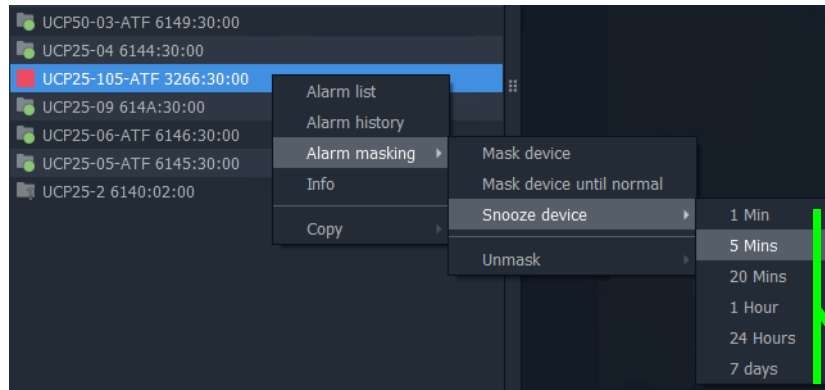 UCP50-03-ATF 6149:30:00
UCP25-04 6144:30:00
UCP25-105-ATF 3266:30:00
UCP25-09 614A:30:00
UCP25-06-ATF 6146:30:00
UCP25-05-ATF 6145:30:00
UCP25-2 6140:02:00
Alarm list
Alarm history
Alarm masking
Info
Copy
Mask device
Mask device until normal
Snooze device
Unmask
1 Min
5 Mins
20 Mins
1 Hour
24 Hours
7 days